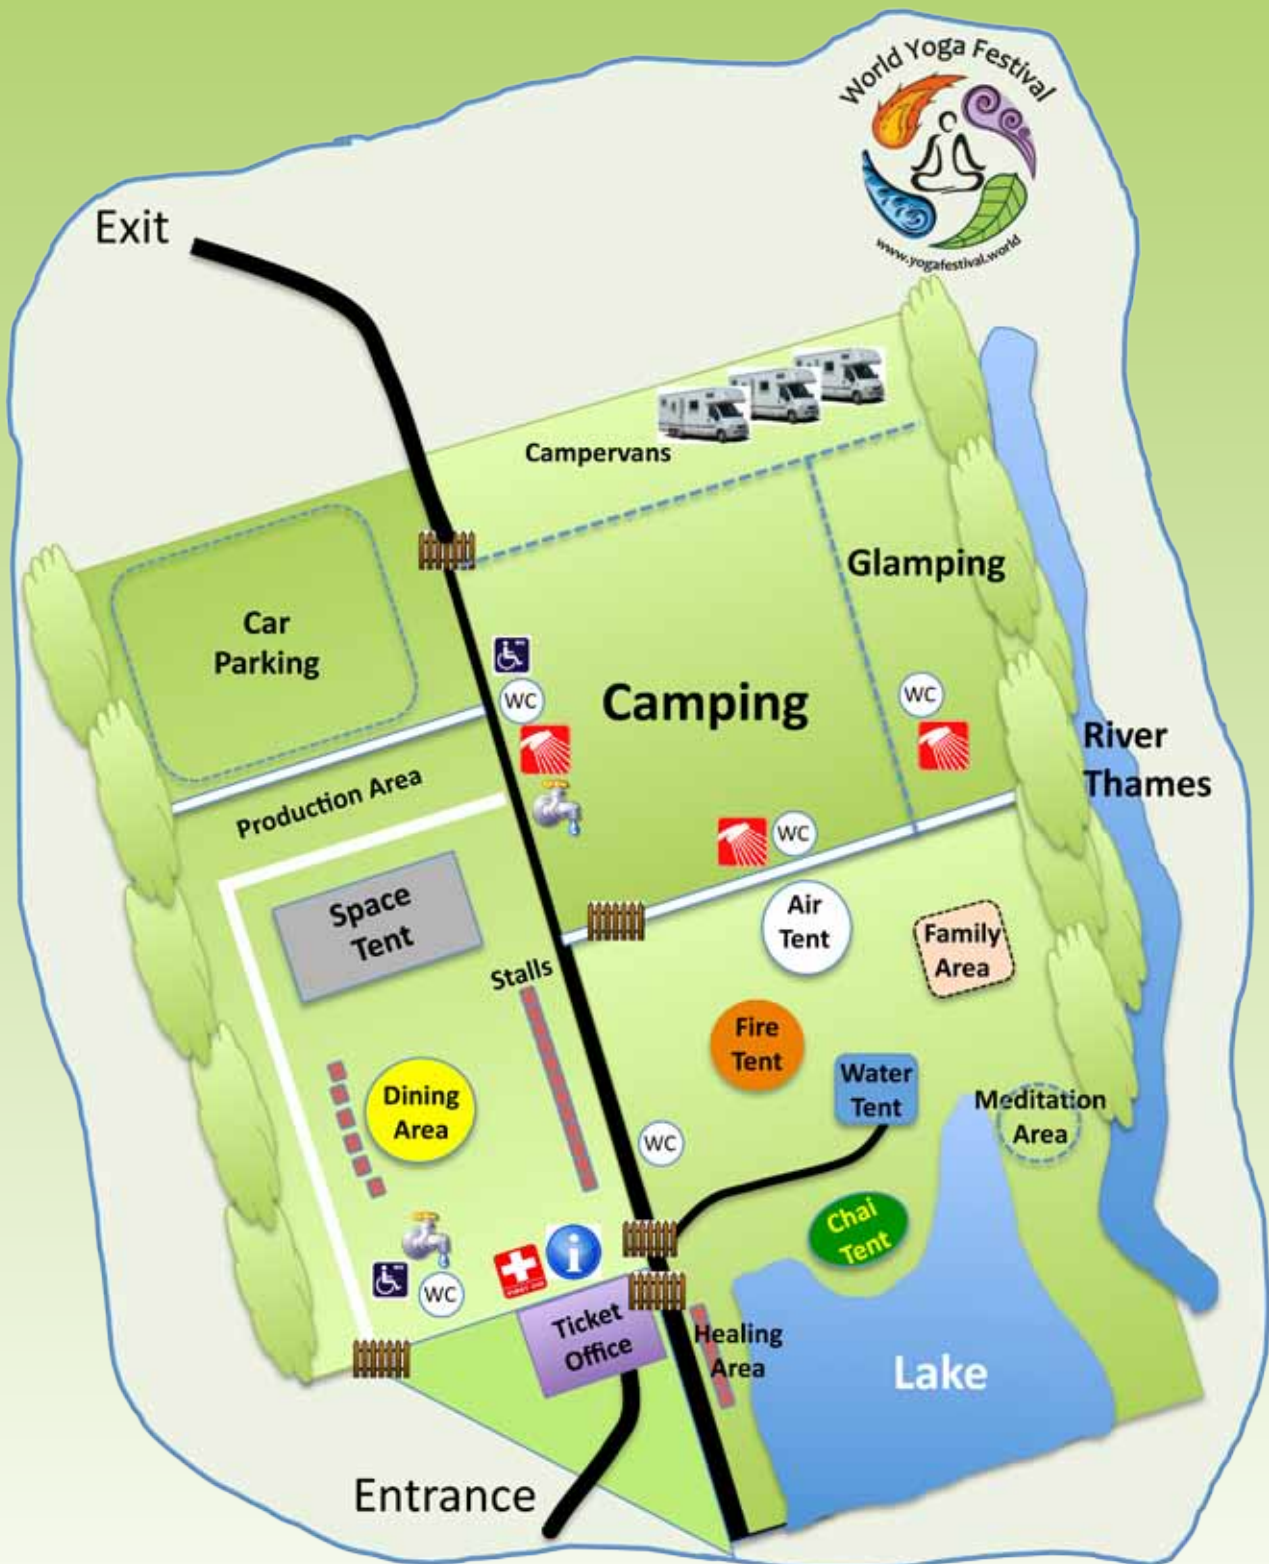 World Yoga Festival
www.yogafestival.world
Exit
Campervans
Glamping
Car
Parking
WC
Camping
WC
River
Thames
Production Area
WC
Space
Tent
Air
Tent
Family
Area
Stalls
Fire
Tent
Water
Tent
Dining
Area
Meditation
Area
WC
Chai
Tent
i
WC
FIRST AID
Ticket
Office
Healing
Area
Lake
Entrance